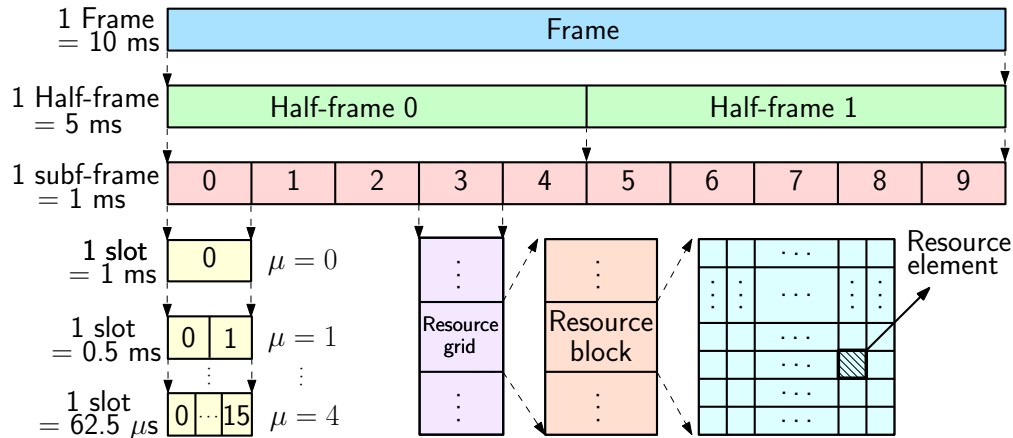 1 Frame
= 10 ms
Frame
1 Half-frame
= 5 ms
Half-frame 0
Half-frame 1
1 subf-frame
= 1 ms
0 1 2 3 4 5 6 7 8 9
1 slot
= 1 ms
0
μ = 0
1 slot
= 0.5 ms
0 1
μ = 1
⋮ ⋮
1 slot
= 62.5 μs
0 ··· 15
μ = 4
⋮
Resource
grid
⋮
⋮
Resource
block
⋮
· · ·
⋮ ⋮ · · · ⋮ ⋮
· · ·
· · ·
· · ·
· · ·
Resource
element